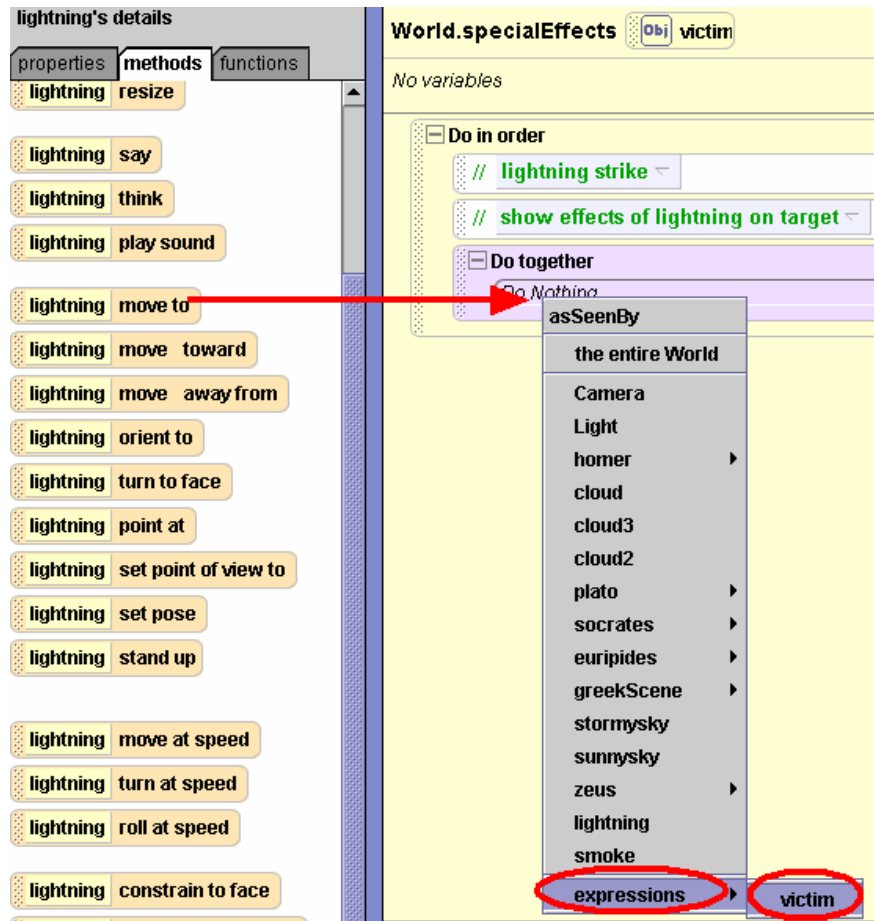 lightning's details
properties methods functions
lightning resize
lightning say
lightning think
lightning play sound
lightning move to
lightning move toward
lightning move away from
lightning orient to
lightning turn to face
lightning point at
lightning set point of view to
lightning set pose
lightning stand up
lightning move at speed
lightning turn at speed
lightning roll at speed
lightning constrain to face
World.specialEffects Obj victim
No variables
Do in order
// lightning strike
// show effects of lightning on target
Do together
Do Nothing
asSeenBy
the entire World
Camera
Light
homer
cloud
cloud3
cloud2
plato
socrates
euripides
greekScene
stormysky
sunnysky
zeus
lightning
smoke
expressions victim